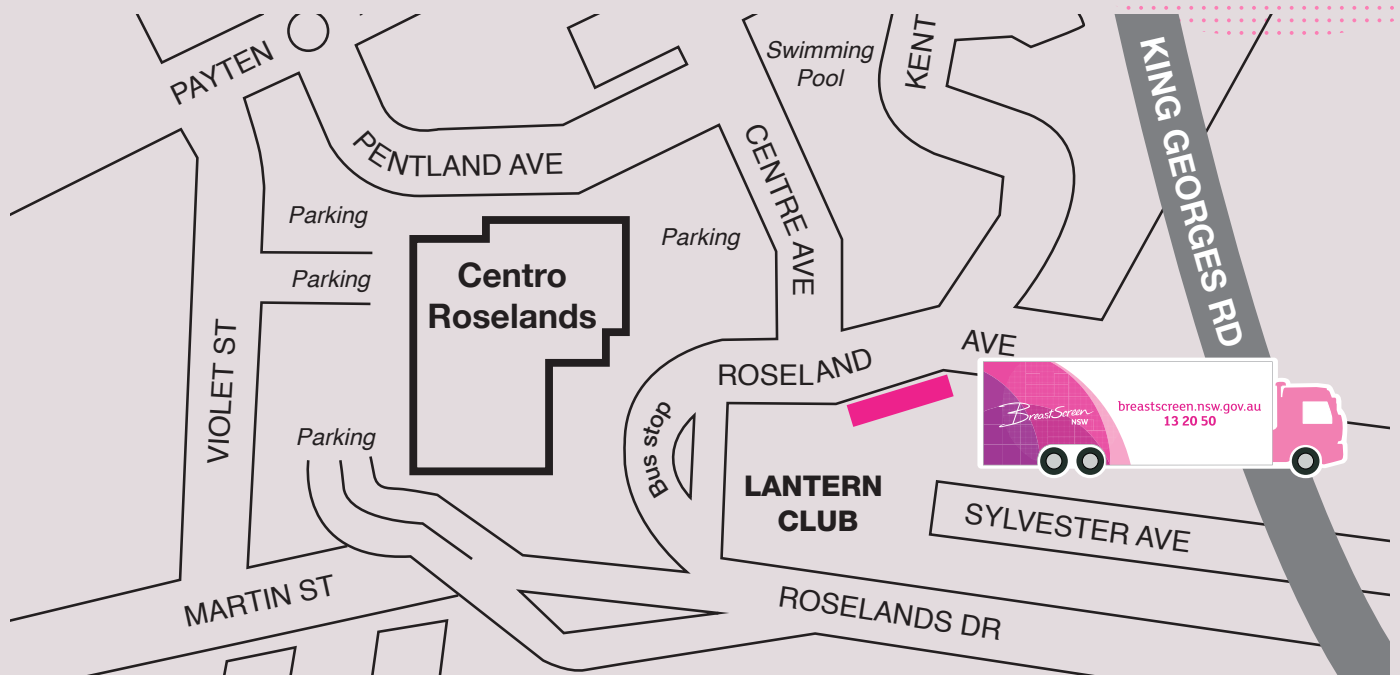 PAYTEN
Swimming
Pool
KENT
KING GEORGES RD
PENTLAND AVE
CENTRE AVE
Parking
Parking
Parking
Centro
Roselands
VIOLET ST
ROSELAND AVE
BreastScreen
NSW
breastscreen.nsw.gov.au
13 20 50
Parking
Bus stop
LANTERN
CLUB
SYLVESTER AVE
MARTIN ST
ROSELANDS DR